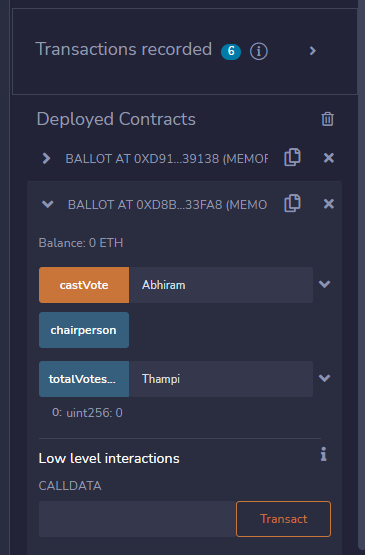 Transactions recorded 6 i
Deployed Contracts
BALLOT AT 0XD91...39138 (MEMOR
BALLOT AT 0XD8B...33FA8 (MEMO
Balance: 0 ETH
castVote Abhiram
chairperson
totalVotes... Thampi
0: uint256: 0
Low level interactions i
CALLDATA
Transact